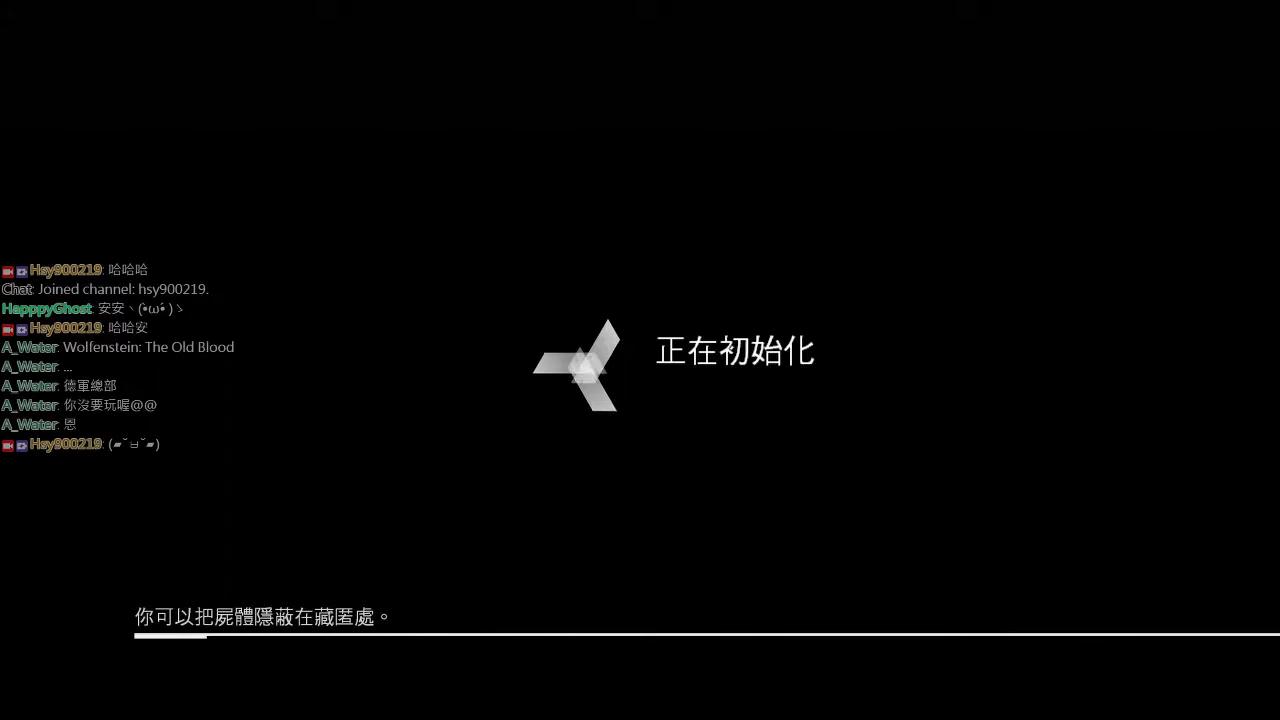 Hsy900219: 哈哈哈
Chat: Joined channel: hsy900219.
HapppyGhost: 安安ヽ(•̀ω•́ )ゝ
正在初始化
Hsy900219: 哈哈安
A_Water: Wolfenstein: The Old Blood
A_Water: ...
A_Water: 德軍總部
A_Water: 你沒要玩喔@@
A_Water: 恩
Hsy900219: (▰˘ㅂ˘▰)
你可以把屍體隱蔽在藏匿處。